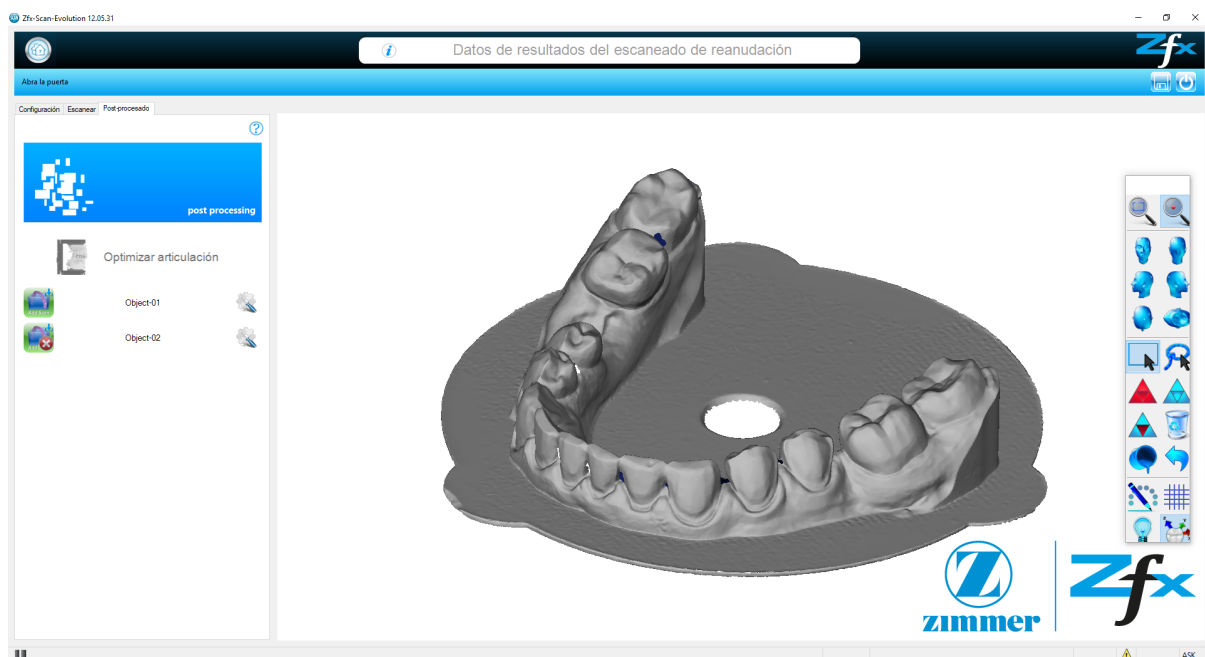 Zfx-Scan-Evolution 12.05.31
Datos de resultados del escaneado de reanudación
Zfx
Abra la puerta
Configuración Escanear Post-procesado
post processing
Optimizar articulación
Object-01
Object-02
zimmer
Zfx
ASK